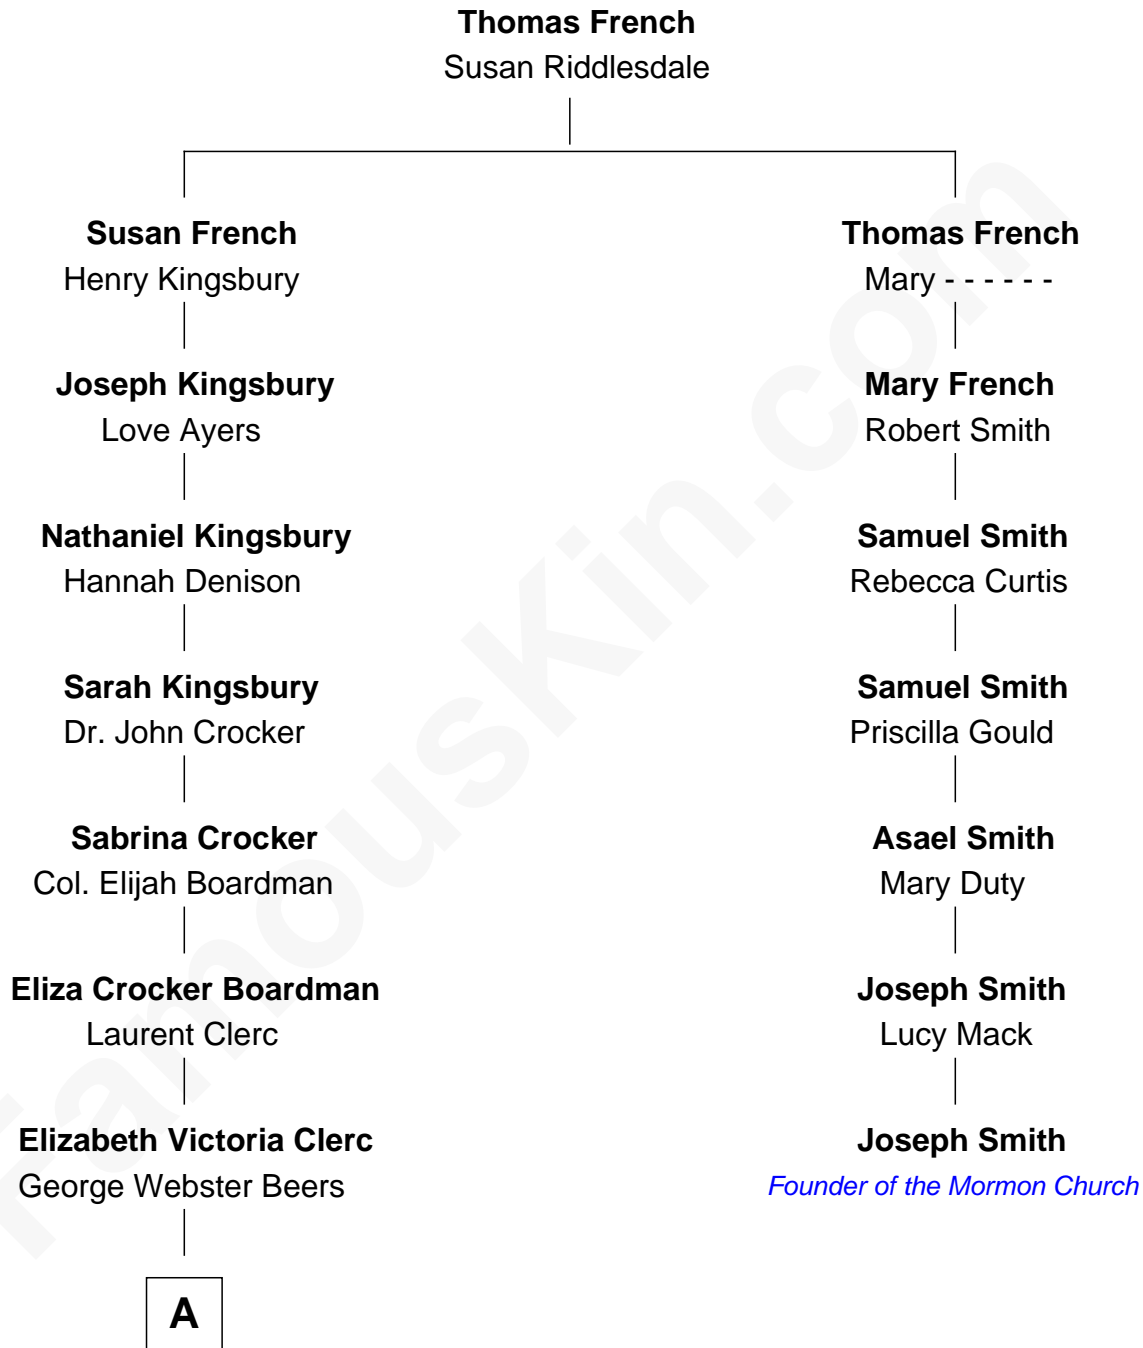 Thomas French
Susan Riddlesdale
Susan French
Henry Kingsbury
Thomas French
Mary - - - - - -
Joseph Kingsbury
Love Ayers
Mary French
Robert Smith
Nathaniel Kingsbury
Hannah Denison
Samuel Smith
Rebecca Curtis
Sarah Kingsbury
Dr. John Crocker
Samuel Smith
Priscilla Gould
Sabrina Crocker
Col. Elijah Boardman
Asael Smith
Mary Duty
Eliza Crocker Boardman
Laurent Clerc
Joseph Smith
Lucy Mack
Elizabeth Victoria Clerc
George Webster Beers
Joseph Smith
Founder of the Mormon Church
A
FamousKin.com